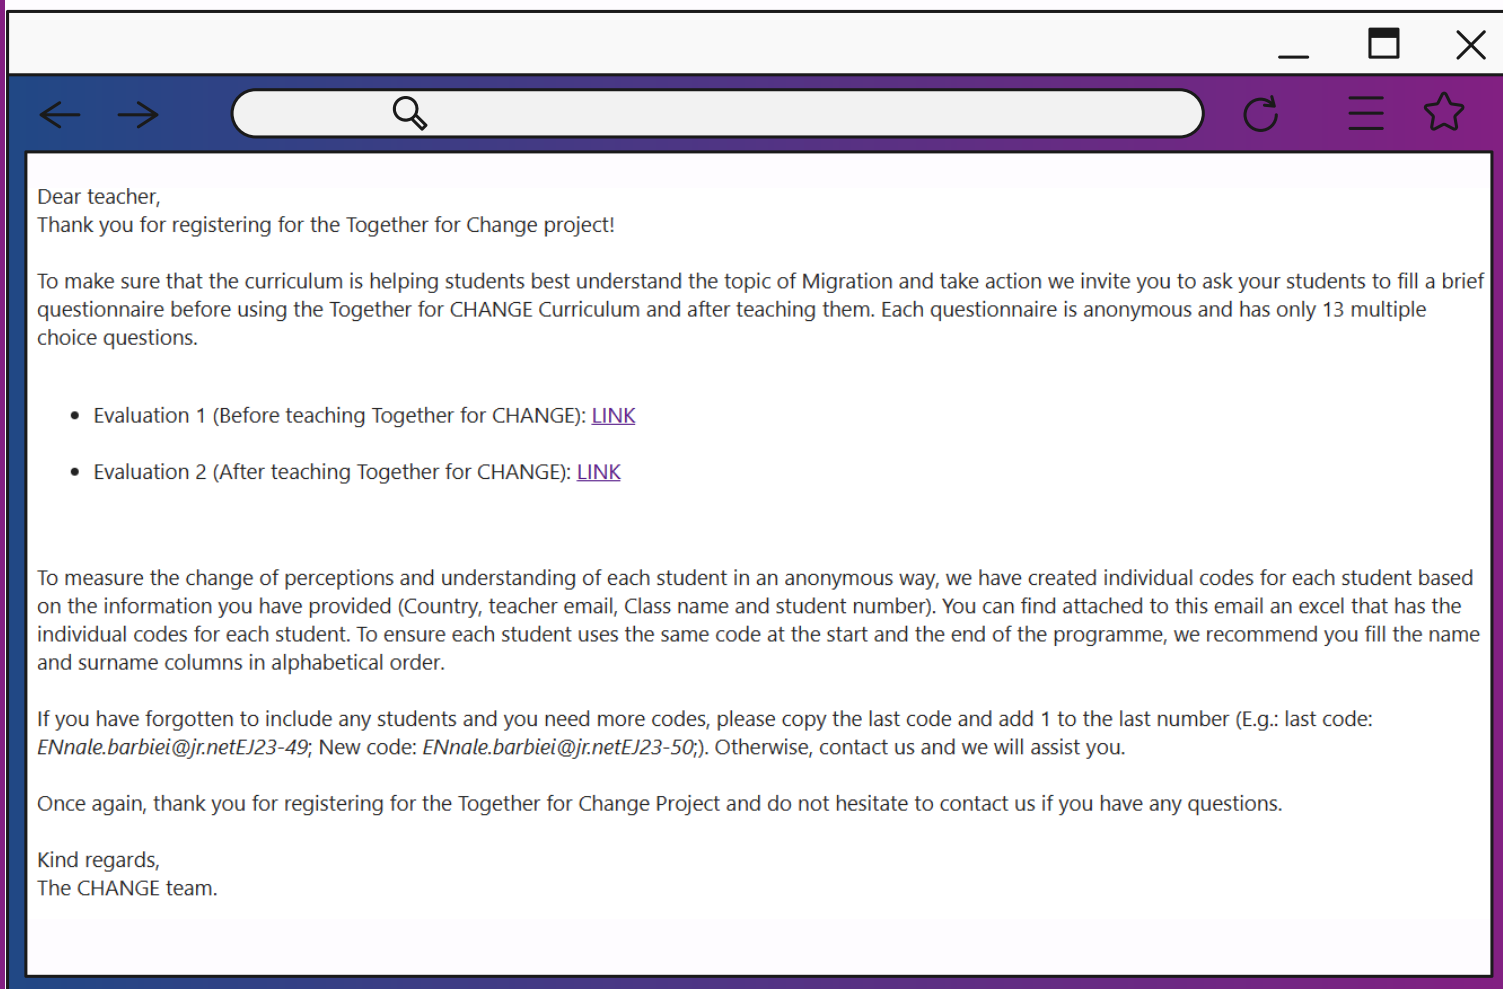 Dear teacher,
Thank you for registering for the Together for Change project!
To make sure that the curriculum is helping students best understand the topic of Migration and take action we invite you to ask your students to fill a brief
questionnaire before using the Together for CHANGE Curriculum and after teaching them. Each questionnaire is anonymous and has only 13 multiple
choice questions.
• Evaluation 1 (Before teaching Together for CHANGE): LINK
• Evaluation 2 (After teaching Together for CHANGE): LINK
To measure the change of perceptions and understanding of each student in an anonymous way, we have created individual codes for each student based
on the information you have provided (Country, teacher email, Class name and student number). You can find attached to this email an excel that has the
individual codes for each student. To ensure each student uses the same code at the start and the end of the programme, we recommend you fill the name
and surname columns in alphabetical order.
If you have forgotten to include any students and you need more codes, please copy the last code and add 1 to the last number (E.g.: last code:
ENnale.barbiei@jr.netEJ23-49; New code: ENnale.barbiei@jr.netEJ23-50;). Otherwise, contact us and we will assist you.
Once again, thank you for registering for the Together for Change Project and do not hesitate to contact us if you have any questions.
Kind regards,
The CHANGE team.